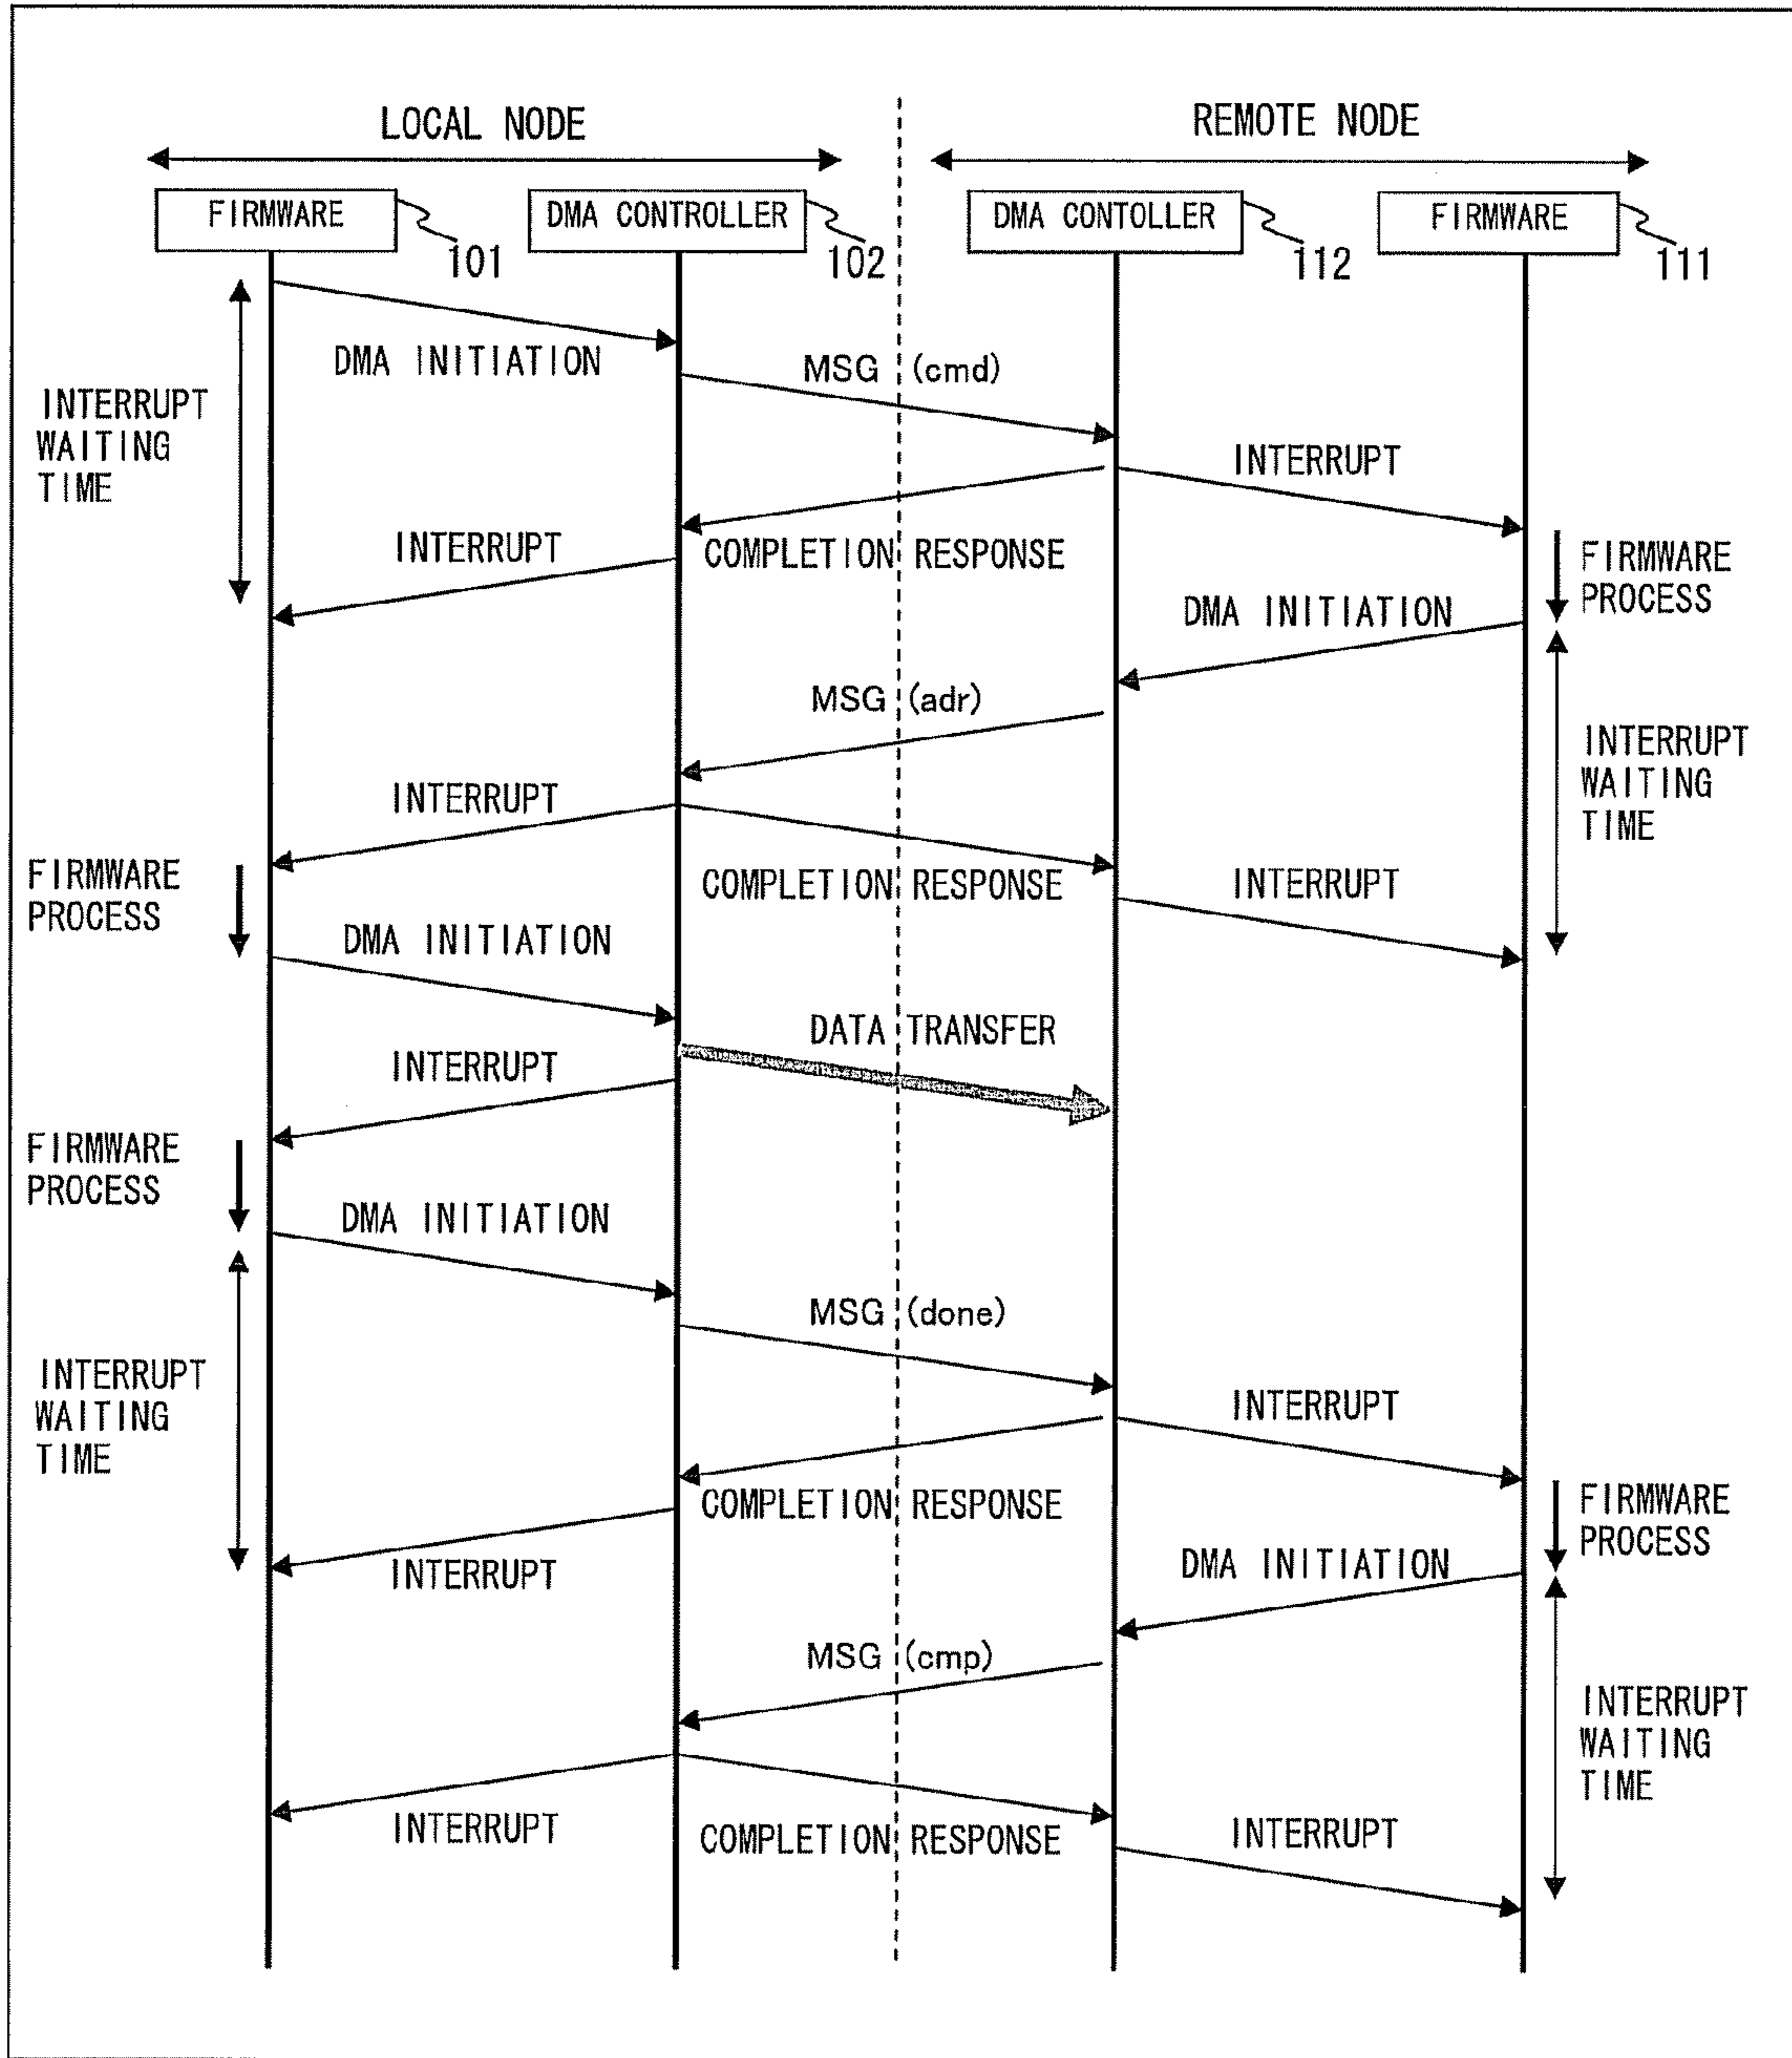 LOCAL NODE
REMOTE NODE
FIRMWARE
DMA CONTROLLER
DMA CONTOLLER
FIRMWARE
101
102
112
111
DMA INITIATION
MSG (cmd)
INTERRUPT
WAITING
TIME
INTERRUPT
INTERRUPT
COMPLETION RESPONSE
FIRMWARE
PROCESS
DMA INITIATION
MSG (adr)
INTERRUPT
WAITING
TIME
INTERRUPT
FIRMWARE
PROCESS
COMPLETION RESPONSE
INTERRUPT
DMA INITIATION
DATA TRANSFER
INTERRUPT
FIRMWARE
PROCESS
DMA INITIATION
MSG (done)
INTERRUPT
WAITING
TIME
INTERRUPT
COMPLETION RESPONSE
FIRMWARE
PROCESS
INTERRUPT
DMA INITIATION
MSG (cmp)
INTERRUPT
WAITING
TIME
INTERRUPT
COMPLETION RESPONSE
INTERRUPT